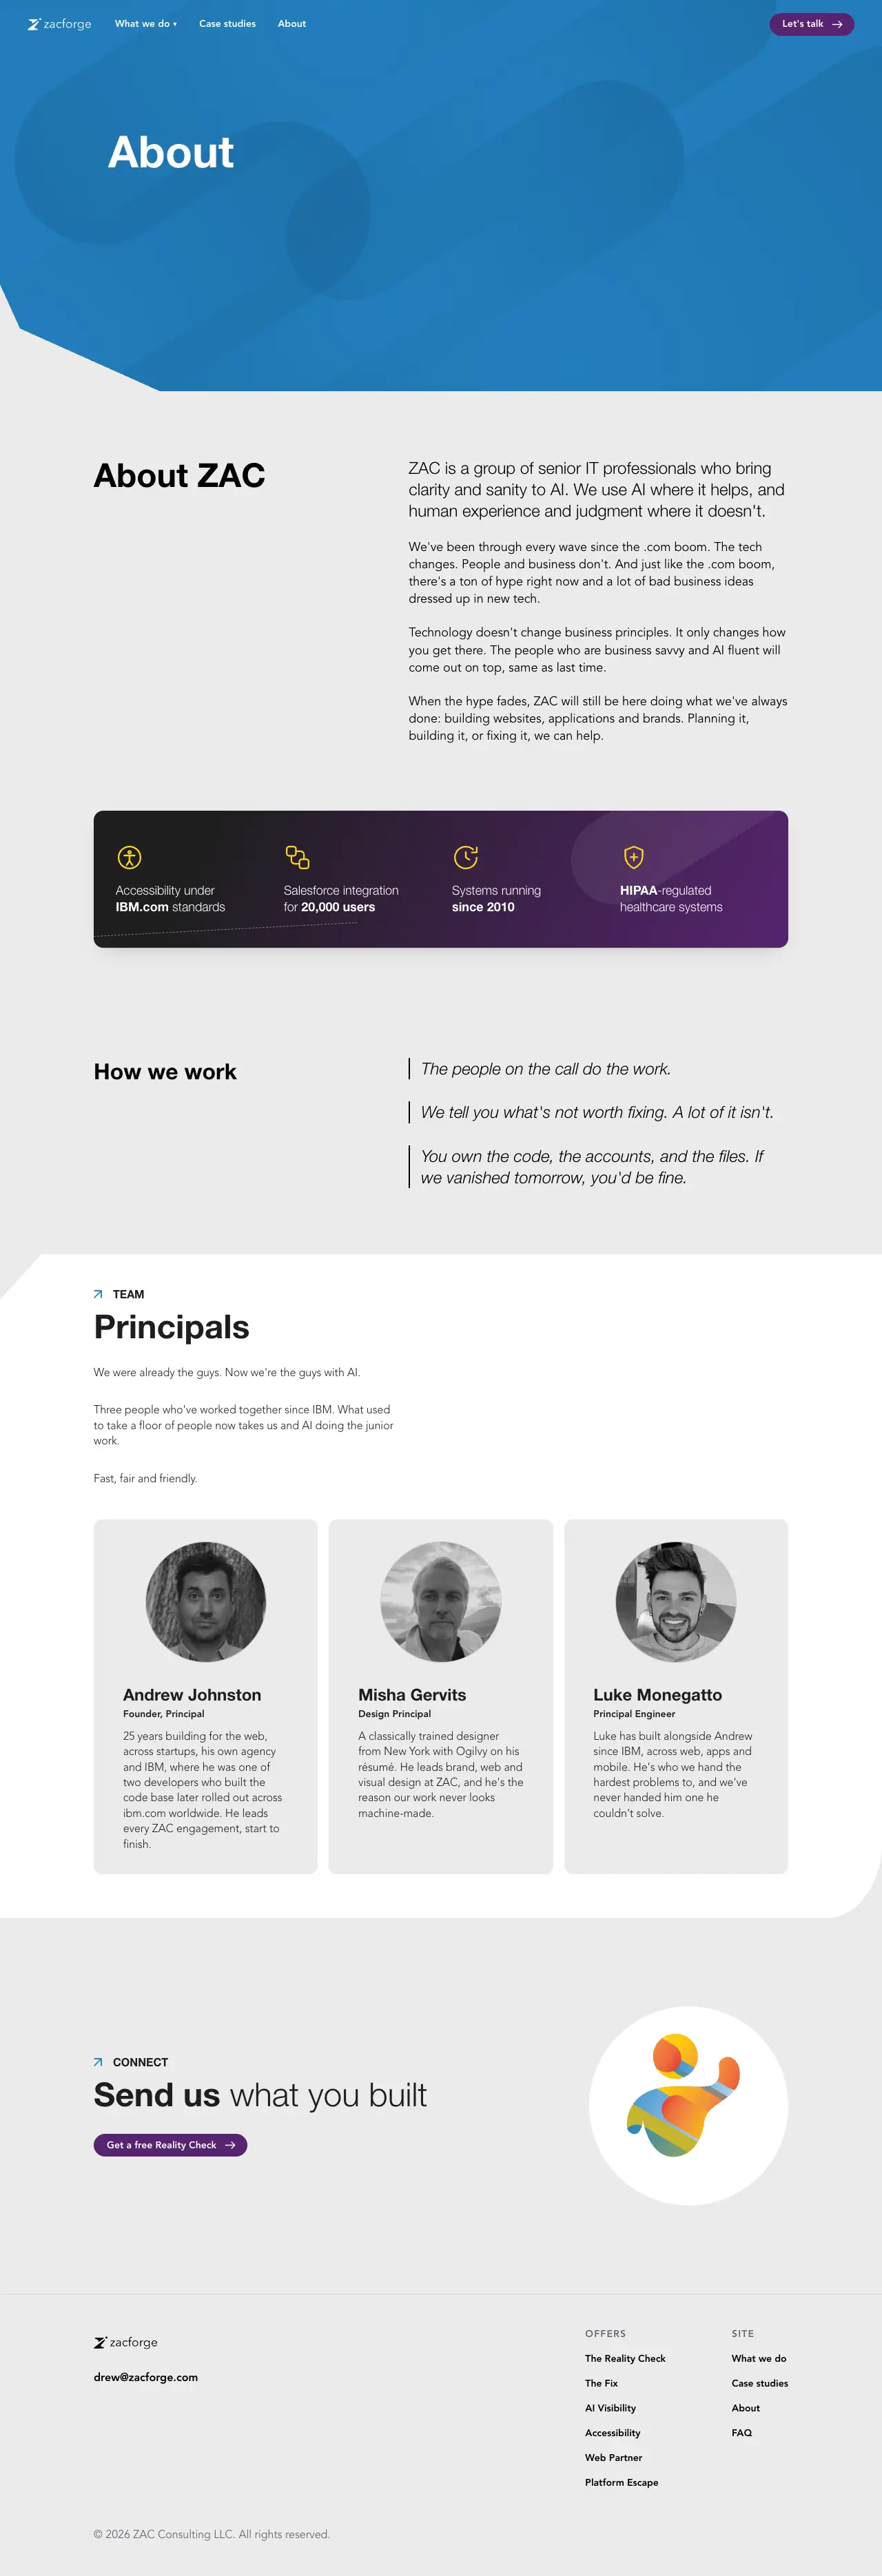 zacforge
What we do ▾
Case studies
About
Let's talk →
About
About ZAC
ZAC is a group of senior IT professionals who bring
clarity and sanity to AI. We use AI where it helps, and
human experience and judgment where it doesn't.
We've been through every wave since the .com boom. The tech
changes. People and business don't. And just like the .com boom,
there's a ton of hype right now and a lot of bad business ideas
dressed up in new tech.
Technology doesn't change business principles. It only changes how
you get there. The people who are business savvy and AI fluent will
come out on top, same as last time.
When the hype fades, ZAC will still be here doing what we've always
done: building websites, applications and brands. Planning it,
building it, or fixing it, we can help.
Accessibility under
IBM.com standards
Salesforce integration
for 20,000 users
Systems running
since 2010
HIPAA-regulated
healthcare systems
How we work
The people on the call do the work.
We tell you what's not worth fixing. A lot of it isn't.
You own the code, the accounts, and the files. If
we vanished tomorrow, you'd be fine.
TEAM
Principals
We were already the guys. Now we're the guys with AI.
Three people who've worked together since IBM. What used
to take a floor of people now takes us and AI doing the junior
work.
Fast, fair and friendly.
Andrew Johnston
Founder, Principal
25 years building for the web,
across startups, his own agency
and IBM, where he was one of
two developers who built the
code base later rolled out across
ibm.com worldwide. He leads
every ZAC engagement, start to
finish.
Misha Gervits
Design Principal
A classically trained designer
from New York with Ogilvy on his
résumé. He leads brand, web and
visual design at ZAC, and he's the
reason our work never looks
machine-made.
Luke Monegatto
Principal Engineer
Luke has built alongside Andrew
since IBM, across web, apps and
mobile. He's who we hand the
hardest problems to, and we've
never handed him one he
couldn't solve.
CONNECT
Send us what you built
Get a free Reality Check →
zacforge
drew@zacforge.com
OFFERS
The Reality Check
The Fix
AI Visibility
Accessibility
Web Partner
Platform Escape
SITE
What we do
Case studies
About
FAQ
© 2026 ZAC Consulting LLC. All rights reserved.